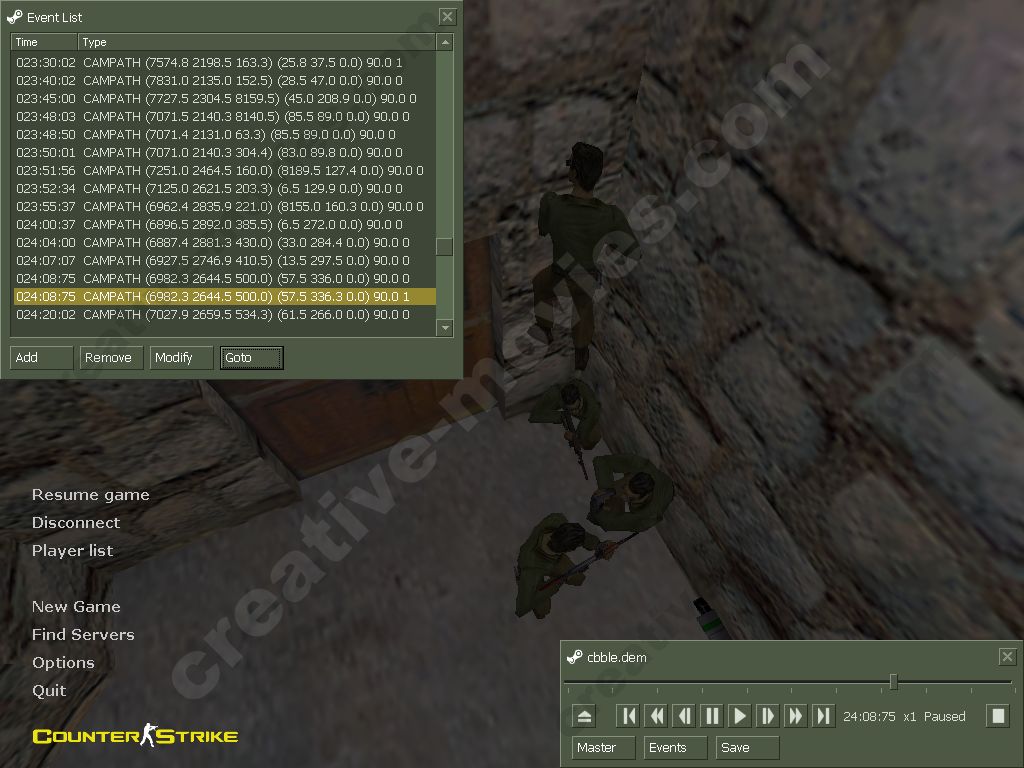 Event List
Time Type
023:30:02 CAMPATH (7574.8 2198.5 163.3) (25.8 37.5 0.0) 90.0 1
023:40:02 CAMPATH (7831.0 2135.0 152.5) (28.5 47.0 0.0) 90.0 0
023:45:00 CAMPATH (7727.5 2304.5 8159.5) (45.0 208.9 0.0) 90.0 0
023:48:03 CAMPATH (7071.5 2140.3 8140.5) (85.5 89.0 0.0) 90.0 0
023:48:50 CAMPATH (7071.4 2131.0 63.3) (85.5 89.0 0.0) 90.0 0
023:50:01 CAMPATH (7071.0 2140.3 304.4) (83.0 89.8 0.0) 90.0 0
023:51:56 CAMPATH (7251.0 2464.5 160.0) (8189.5 127.4 0.0) 90.0 0
023:52:34 CAMPATH (7125.0 2621.5 203.3) (6.5 129.9 0.0) 90.0 0
023:55:37 CAMPATH (6962.4 2835.9 221.0) (8155.0 160.3 0.0) 90.0 0
024:00:37 CAMPATH (6896.5 2892.0 385.5) (6.5 272.0 0.0) 90.0 0
024:04:00 CAMPATH (6887.4 2881.3 430.0) (33.0 284.4 0.0) 90.0 0
024:07:07 CAMPATH (6927.5 2746.9 410.5) (13.5 297.5 0.0) 90.0 0
024:08:75 CAMPATH (6982.3 2644.5 500.0) (57.5 336.0 0.0) 90.0 0
024:08:75 CAMPATH (6982.3 2644.5 500.0) (57.5 336.3 0.0) 90.0 1
024:20:02 CAMPATH (7027.9 2659.5 534.3) (61.5 266.0 0.0) 90.0 0
Add Remove Modify Goto
creative-movies.com
Resume game
Disconnect
Player list
New Game
Find Servers
Options
Quit
COUNTER STRIKE
cbble.dem
24:08:75 x1 Paused
Master Events Save